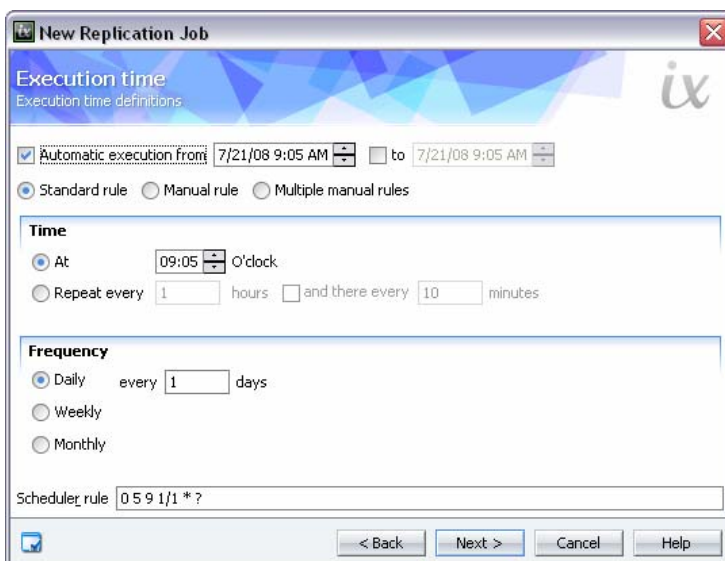 ix New Replication Job
Execution time
Execution time definitions
ix
Automatic execution from 7/21/08 9:05 AM to 7/21/08 9:05 AM
Standard rule Manual rule Multiple manual rules
Time
At 09:05 O'clock
Repeat every 1 hours and there every 10 minutes
Frequency
Daily every 1 days
Weekly
Monthly
Scheduler rule 0 5 9 1/1 * ?
< Back Next > Cancel Help